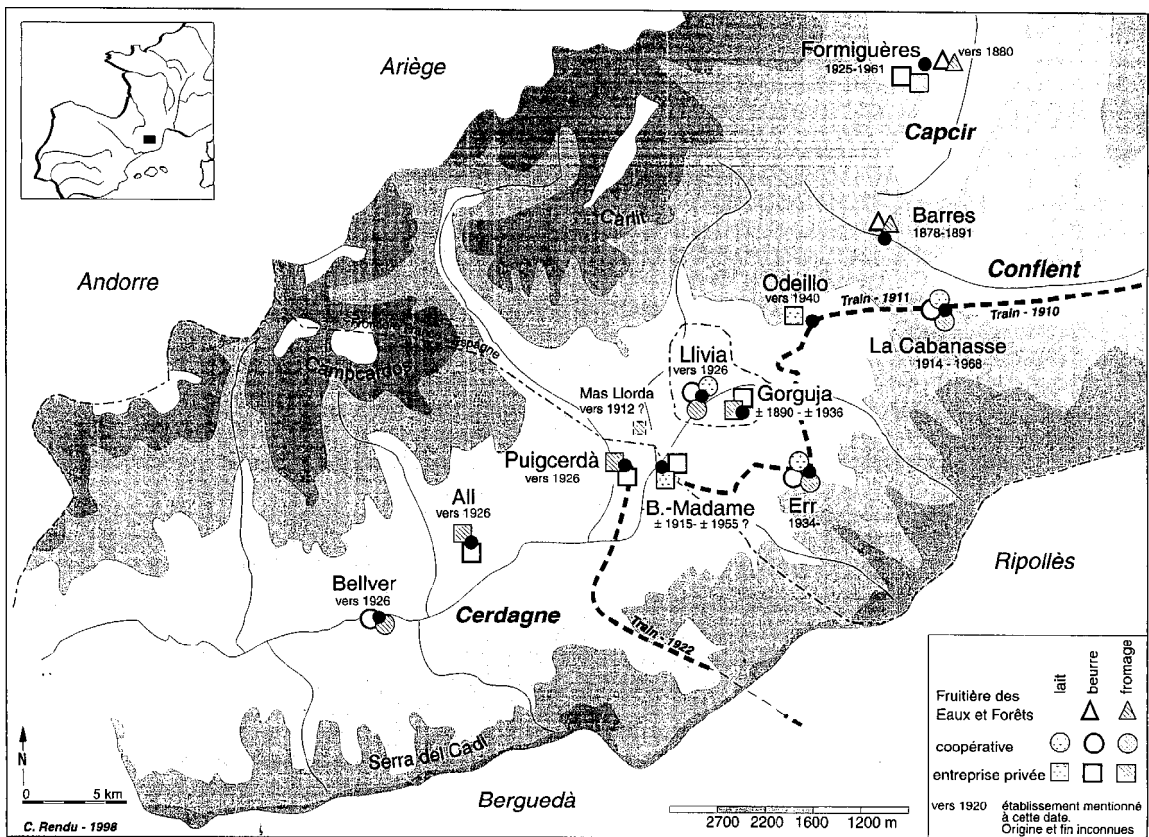 Ariège
Formiguères
1925-1961
vers 1880
Capcir
Carlit
Barres
1878-1891
Andorre
Conflent
Odeillo
vers 1940
Train - 1911
Train - 1910
La Cabanasse
1914 - 1968
Espagne
Campcardos
Llivia
vers 1926
Mas Llorda
vers 1912 ?
Gorguja
± 1890 - ± 1936
Puigcerdà
vers 1926
B.-Madame
± 1915- ± 1955 ?
Err
1934-
All
vers 1926
Ripollès
Bellver
vers 1926
Cerdagne
Train - 1922
Serra del Cadi
Berguedà
N
0 5 km
C. Rendu - 1998
2700 2200 1600 1200 m
lait beurre fromage
Fruitière des
Eaux et Forêts
coopérative
entreprise privée
vers 1920 établissement mentionné
à cette date.
Origine et fin inconnues